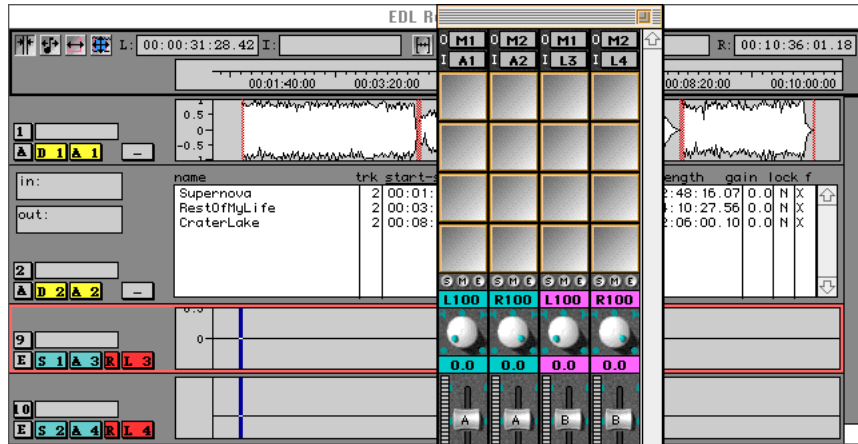 EDL R
L: 00:00:31:28.42 I: R: 00:10:36:01.18
O M1 O M2 O M1 O M2
I A1 I A2 I L3 I L4
00:01:40:00 00:03:20:00 00:08:20:00 00:10:00:00
0.5
0
-0.5
1
A D 1 A 1 -
in: name trk start- ength gain lock f
Supernova 2 00:01: 2:48:16.07 0.0 N X
RestOfMyLife 2 00:03: :10:27.56 0.0 N X
CraterLake 2 00:08: 2:06:00.10 0.0 N X
out:
2
A D 2 A 2 -
S M E S M E S M E S M E
L100 R100 L100 R100
0
9
E S 1 A 3 R L 3
0.0 0.0 0.0 0.0
10
E S 2 A 4 R L 4
A A B B